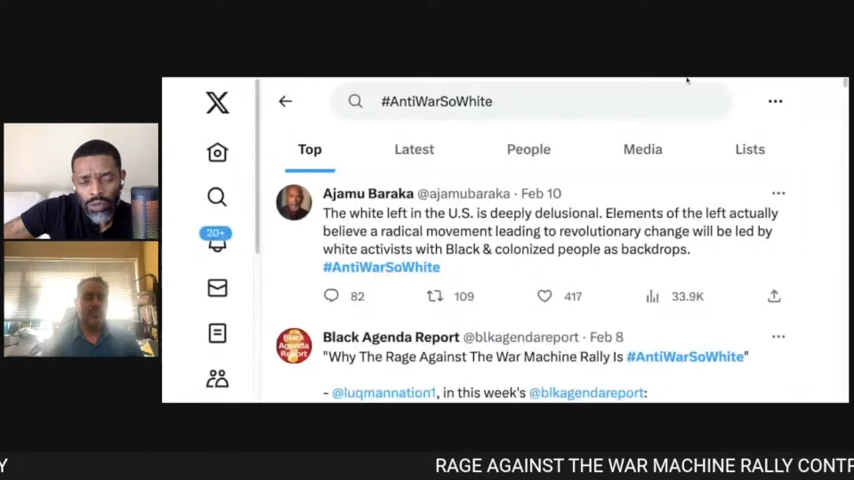 #AntiWarSoWhite
Top Latest People Media Lists
Ajamu Baraka @ajamubaraka · Feb 10
The white left in the U.S. is deeply delusional. Elements of the left actually
believe a radical movement leading to revolutionary change will be led by
white activists with Black & colonized people as backdrops.
#AntiWarSoWhite
82 109 417 33.9K
20+
Black Agenda Report
Black Agenda Report @blkagendareport · Feb 8
"Why The Rage Against The War Machine Rally Is #AntiWarSoWhite"
- @luqmannation1, in this week's @blkagendareport:
Y RAGE AGAINST THE WAR MACHINE RALLY CONTR